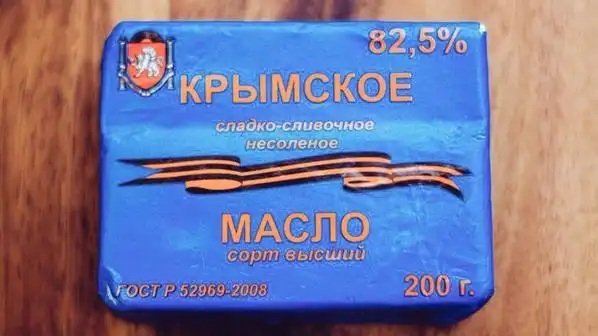 82,5%
КРЫМСКОЕ
сладко-сливочное
несоленое
МАСЛО
сорт высший
ГОСТ Р 52969-2008
200 г.